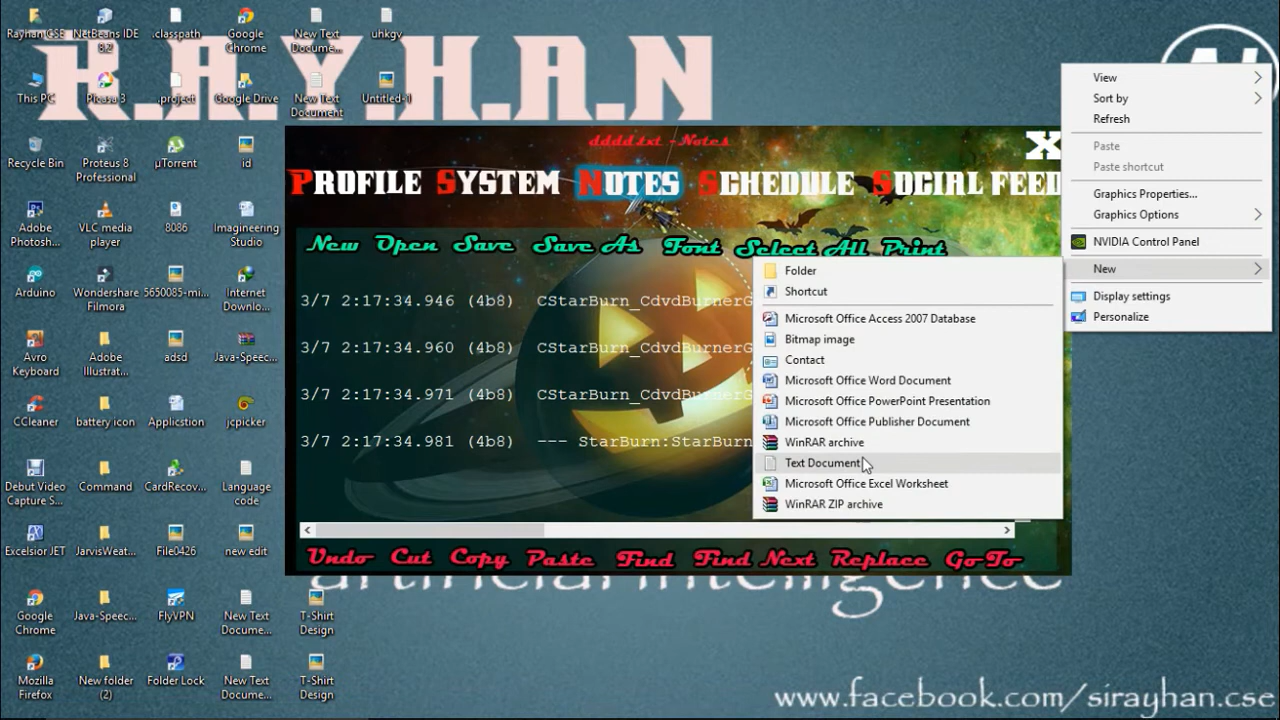 R.A.Y.H.A.N
Rayhan CSE
NetBeans IDE 8.2
.classpath
Google Chrome
New Text Docume...
uhkgv
This PC
Picasa 3
.project
Google Drive
New Text Document
Untitled-1
Recycle Bin
Proteus 8 Professional
µTorrent
id
Adobe Photosh...
VLC media player
8086
Imagineering Studio
Arduino
Wondershare Filmora
5650085-mi...
Internet Downlo...
Avro Keyboard
Adobe Illustrat...
adsd
Java-Speec...
CCleaner
battery icon
Applicstion
jcpicker
Debut Video Capture S...
Command
CardRecov...
Language code
Excelsior JET
JarvisWeat...
File0426
new edit
Google Chrome
Java-Speec...
FlyVPN
New Text Docume...
T-Shirt Design
Mozilla Firefox
New folder (2)
Folder Lock
New Text Docume...
T-Shirt Design
dddd.txt -Notes
X
PROFILE SYSTEM NOTES SCHEDULE SOCIAL FEED
New Open Save Save As Font Select All Print
3/7 2:17:34.946 (4b8) CStarBurn_CdvdBurnerG
3/7 2:17:34.960 (4b8) CStarBurn_CdvdBurnerG
3/7 2:17:34.971 (4b8) CStarBurn_CdvdBurnerG
3/7 2:17:34.981 (4b8) --- StarBurn:StarBurn
Undo Cut Copy Paste Find Find Next Replace Go To
Folder
Shortcut
Microsoft Office Access 2007 Database
Bitmap image
Contact
Microsoft Office Word Document
Microsoft Office PowerPoint Presentation
Microsoft Office Publisher Document
WinRAR archive
Text Document
Microsoft Office Excel Worksheet
WinRAR ZIP archive
View
Sort by
Refresh
Paste
Paste shortcut
Graphics Properties...
Graphics Options
NVIDIA Control Panel
New
Display settings
Personalize
artificial intelligence
www.facebook.com/sirayhan.cse